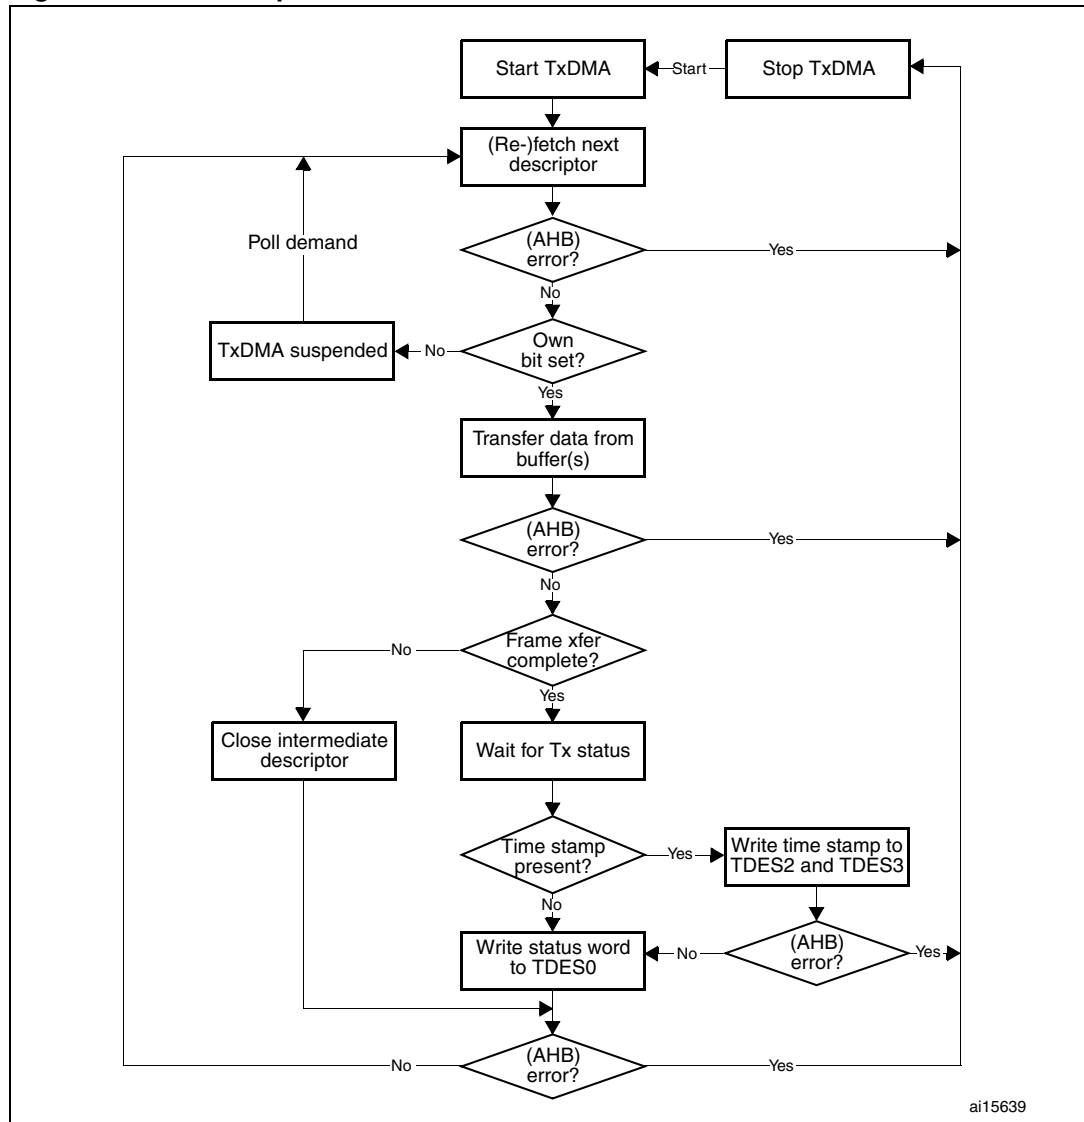 Start TxDMA
Start
Stop TxDMA
(Re-)fetch next
descriptor
Poll demand
(AHB)
error?
Yes
No
TxDMA suspended
No
Own
bit set?
Yes
Transfer data from
buffer(s)
(AHB)
error?
Yes
No
No
Frame xfer
complete?
Yes
Close intermediate
descriptor
Wait for Tx status
Time stamp
present?
Yes
Write time stamp to
TDES2 and TDES3
No
Write status word
to TDES0
No
(AHB)
error?
Yes
No
(AHB)
error?
Yes
ai15639